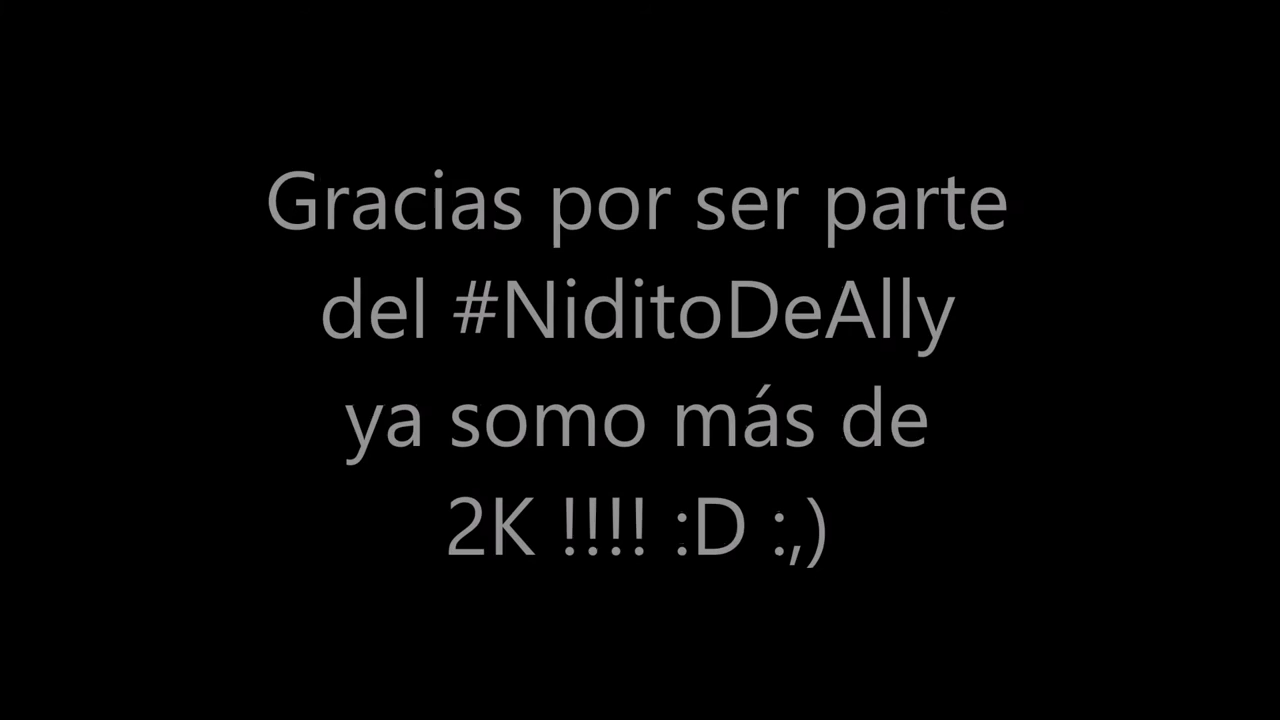 Gracias por ser parte
del #NiditoDeAlly
ya somo más de
2K !!!! :D :,)